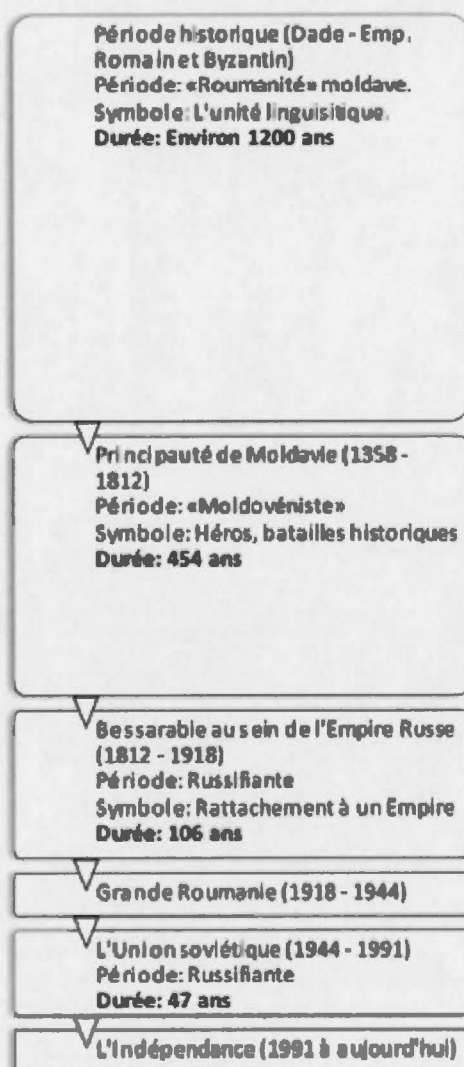 Période historique (Dade - Emp.
Romain et Byzantin)
Période: «Roumanité» moldave.
Symbole: L'unité linguisitique.
Durée: Environ 1200 ans
Principauté de Moldavie (1358 -
1812)
Période: «Moldovéniste»
Symbole: Héros, batailles historiques
Durée: 454 ans
Bessarabie au sein de l'Empire Russe
(1812 - 1918)
Période: Russifiante
Symbole: Rattachement à un Empire
Durée: 106 ans
Grande Roumanie (1918 - 1944)
L'Union soviétique (1944 - 1991)
Période: Russifiante
Durée: 47 ans
L'Indépendance (1991 à aujourd'hui)